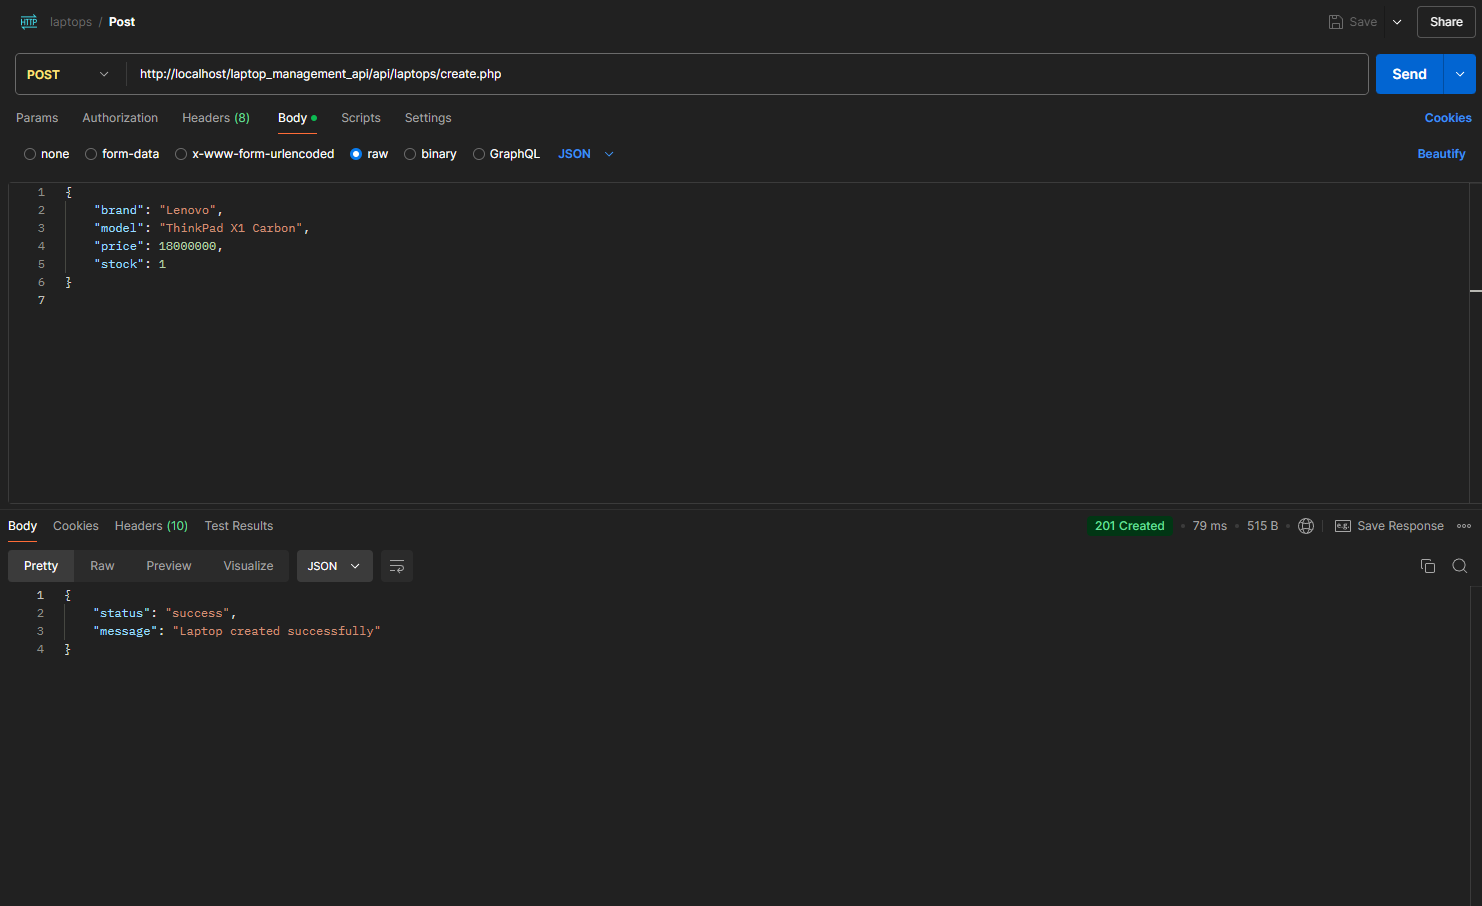 HTTP laptops / Post Save Share
POST http://localhost/laptop_management_api/api/laptops/create.php Send
Params Authorization Headers (8) Body Scripts Settings Cookies
none form-data x-www-form-urlencoded raw binary GraphQL JSON Beautify
1 {
2 "brand": "Lenovo",
3 "model": "ThinkPad X1 Carbon",
4 "price": 18000000,
5 "stock": 1
6 }
7
Body Cookies Headers (10) Test Results 201 Created 79 ms 515 B e.g. Save Response
Pretty Raw Preview Visualize JSON
1 {
2 "status": "success",
3 "message": "Laptop created successfully"
4 }